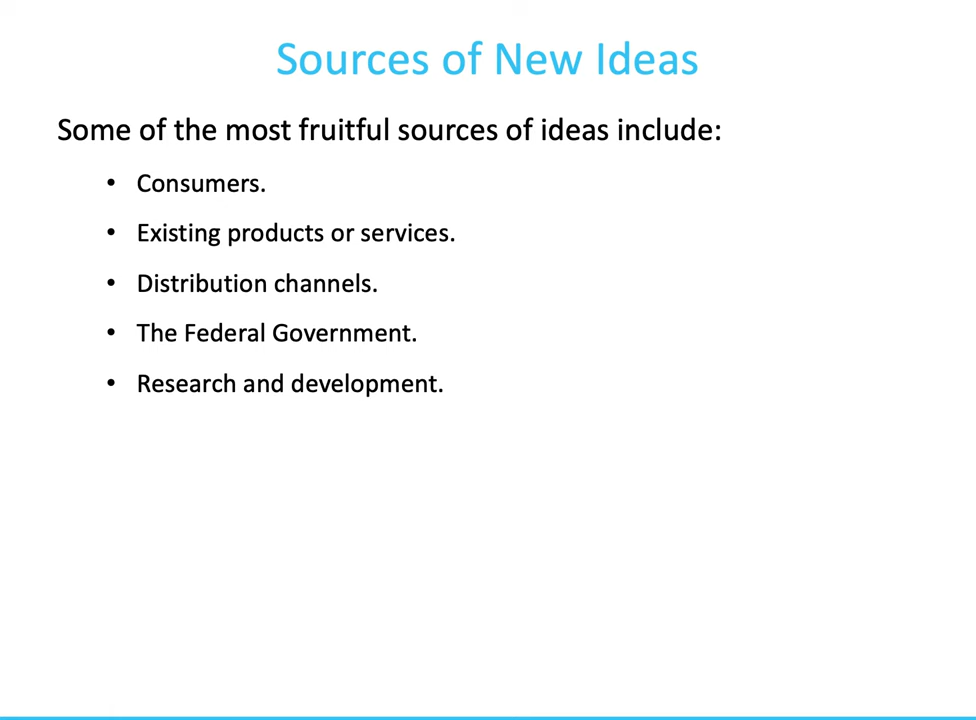 Sources of New Ideas
Some of the most fruitful sources of ideas include:
• Consumers.
• Existing products or services.
• Distribution channels.
• The Federal Government.
• Research and development.